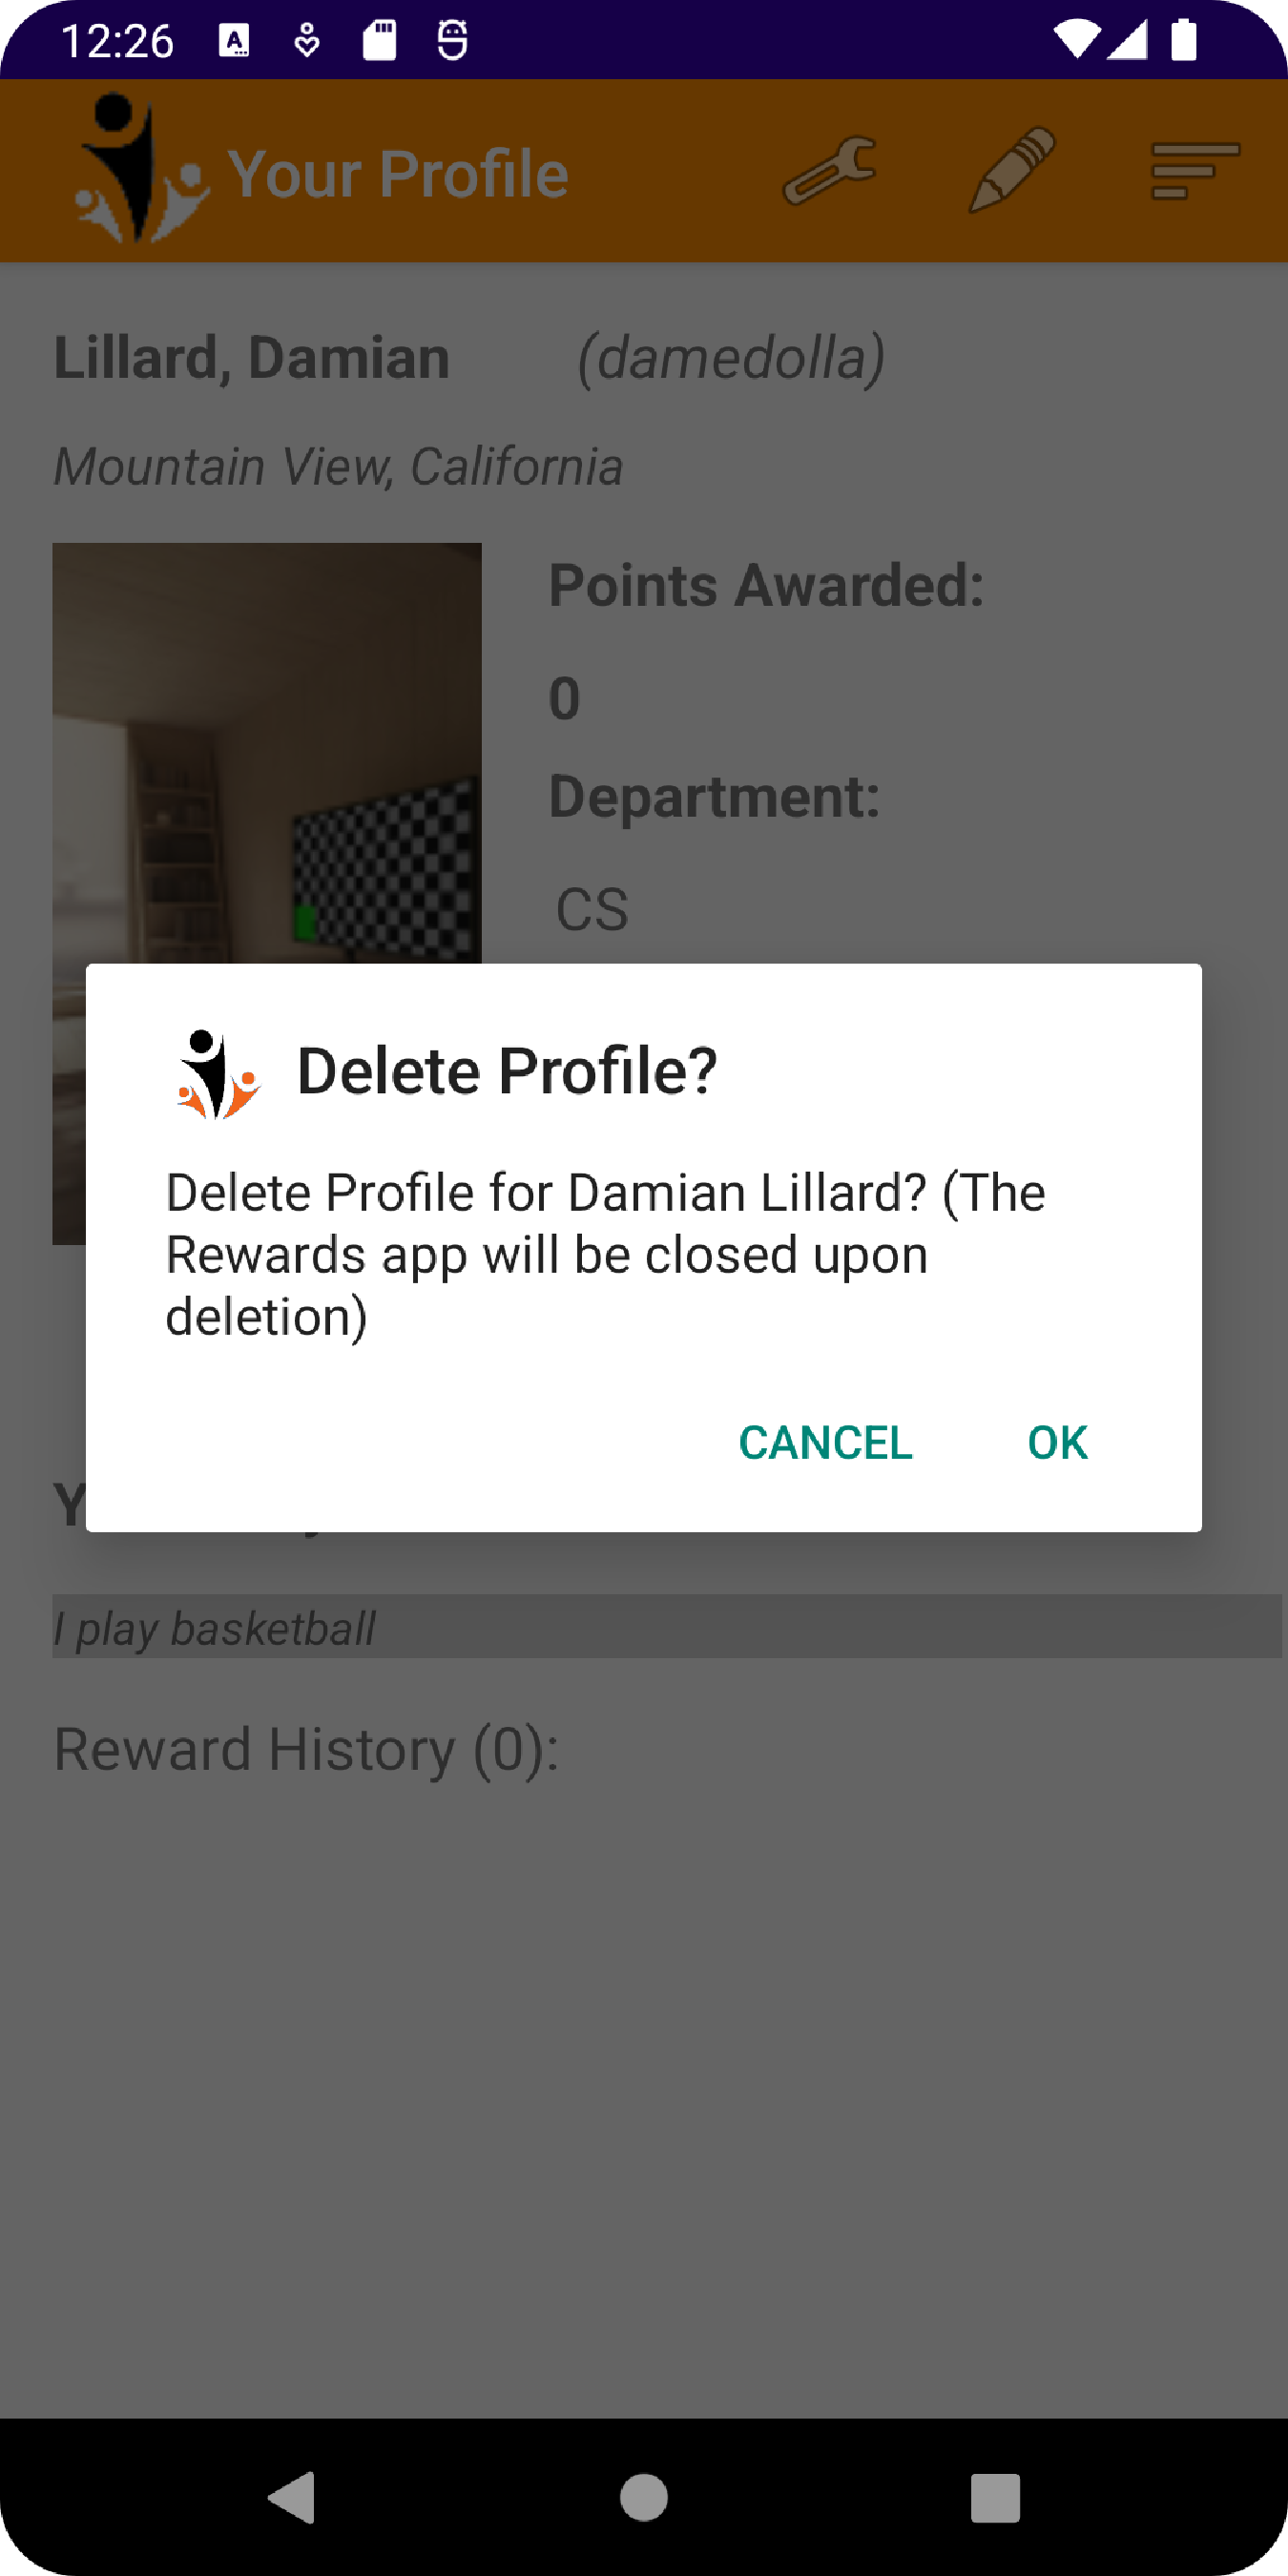 12:26
Your Profile
Lillard, Damian (damedolla)
Mountain View, California
Points Awarded:
0
Department:
CS
Delete Profile?
Delete Profile for Damian Lillard? (The
Rewards app will be closed upon
deletion)
CANCEL OK
I play basketball
Reward History (0):